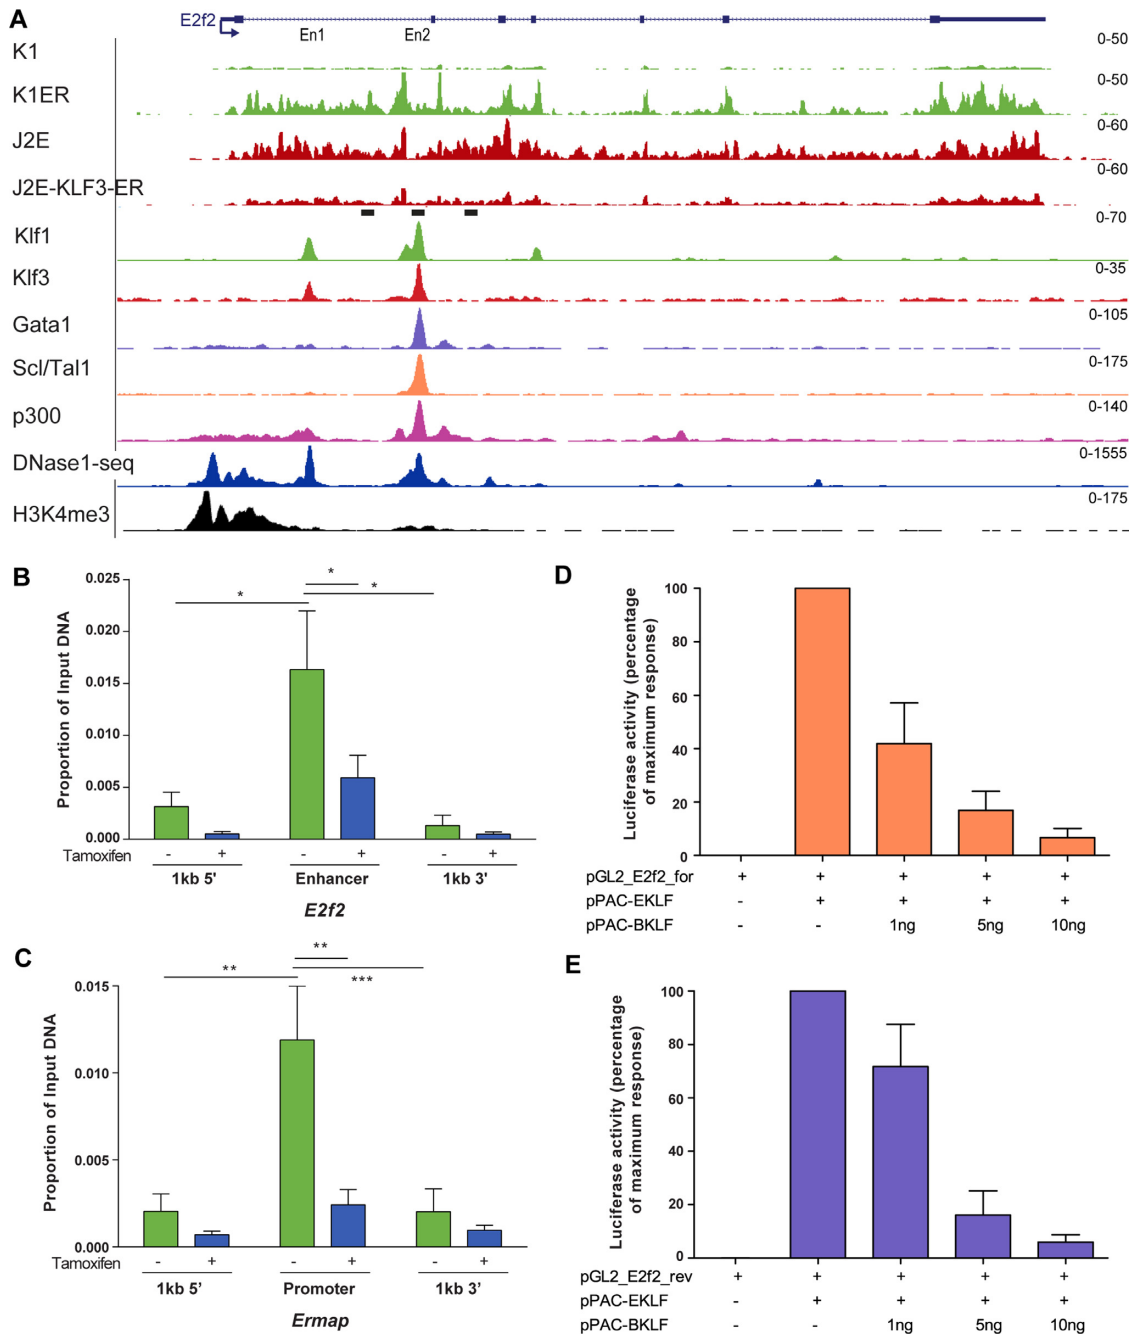 A
E2f2
En1
En2
K1
0-50
K1ER
0-50
J2E
0-60
J2E-KLF3-ER
0-60
Klf1
0-70
Klf3
0-35
Gata1
0-105
Scl/Tal1
0-175
p300
0-140
DNase1-seq
0-1555
H3K4me3
0-175
B
Proportion of Input DNA
0.025
0.020
0.015
0.010
0.005
0.000
*
*
*
Tamoxifen - + - + - +
1kb 5' Enhancer 1kb 3'
E2f2
C
Proportion of Input DNA
0.015
0.010
0.005
0.000
**
**
***
Tamoxifen - + - + - +
1kb 5’ Promoter 1kb 3’
Ermap
D
Luciferase activity (percentage
of maximum response)
100
80
60
40
20
0
pGL2_E2f2_for + + + + +
pPAC-EKLF - + + + +
pPAC-BKLF - - 1ng 5ng 10ng
E
Luciferase activity (percentage
of maximum response)
100
80
60
40
20
0
pGL2_E2f2_rev + + + + +
pPAC-EKLF - + + + +
pPAC-BKLF - - 1ng 5ng 10ng